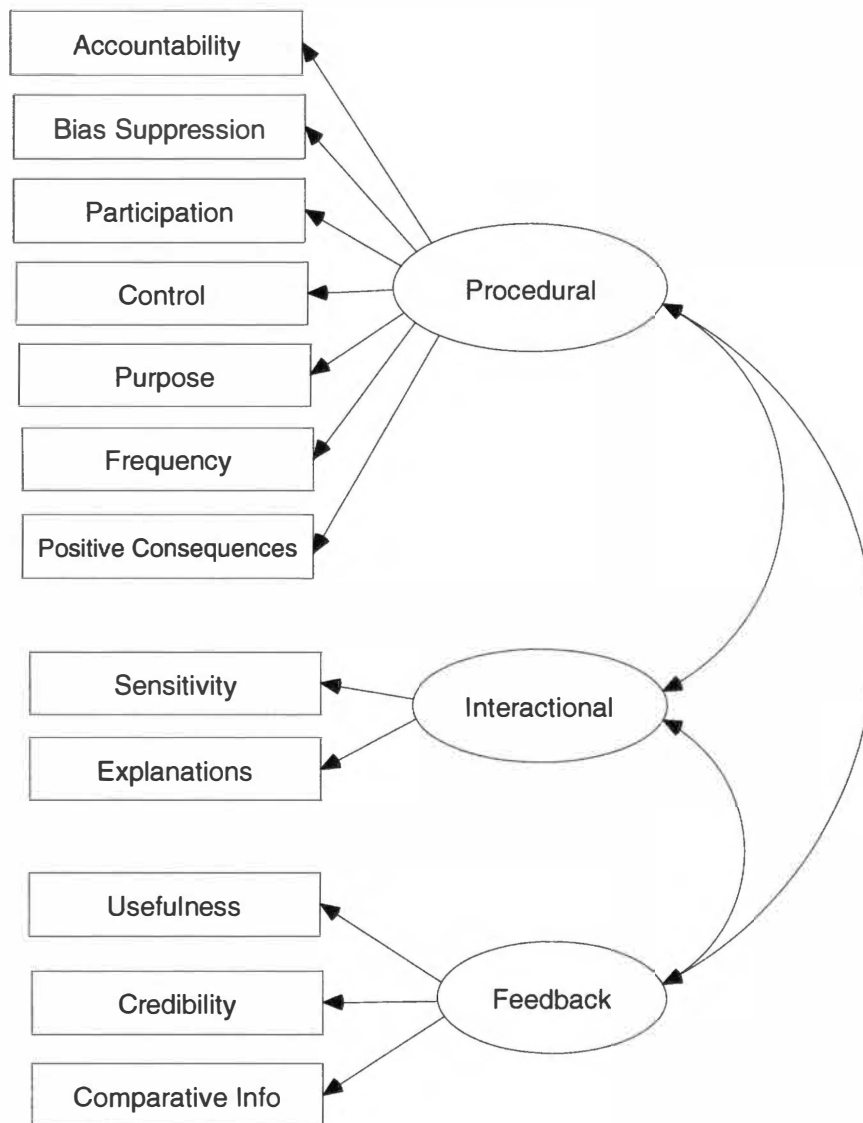 Accountability
Bias Suppression
Participation
Control
Procedural
Purpose
Frequency
Positive Consequences
Sensitivity
Interactional
Explanations
Usefulness
Credibility
Feedback
Comparative Info